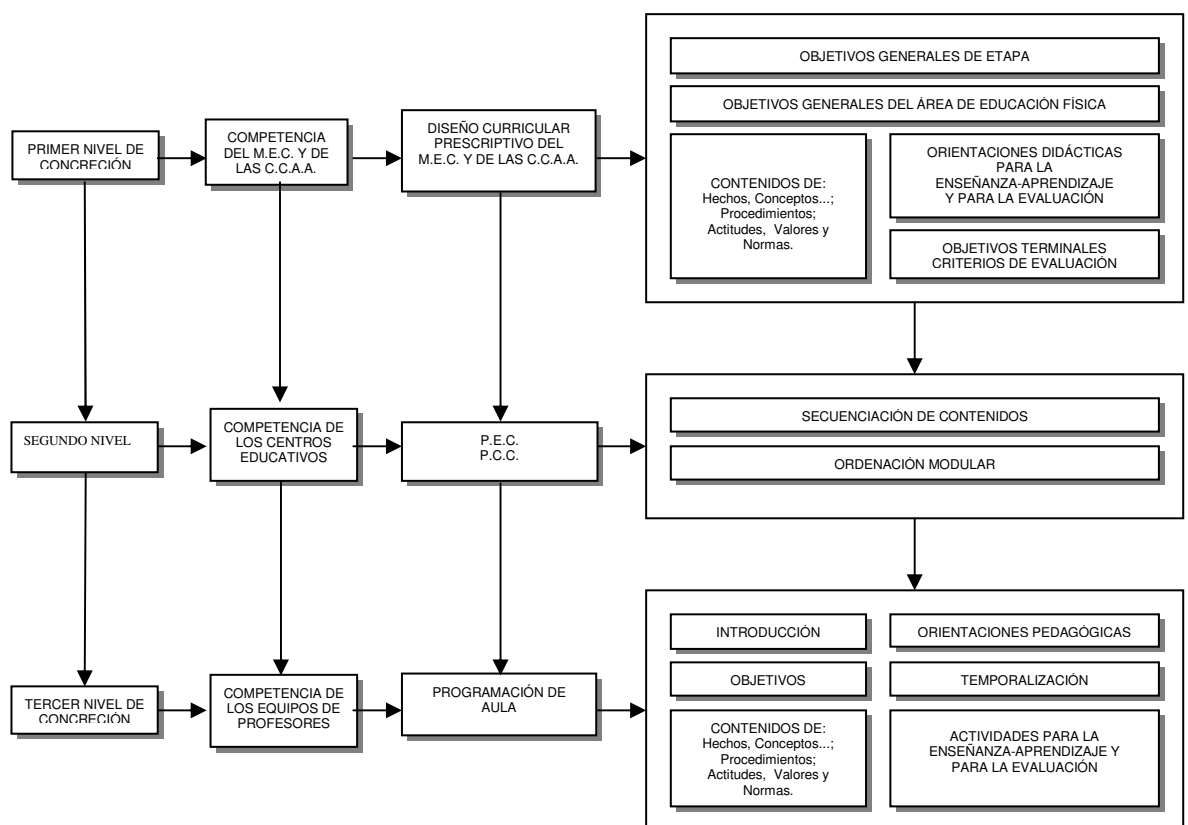 OBJETIVOS GENERALES DE ETAPA
OBJETIVOS GENERALES DEL ÁREA DE EDUCACIÓN FÍSICA
PRIMER NIVEL DE
CONCRECIÓN
COMPETENCIA
DEL M.E.C. Y DE
LAS C.C.A.A.
DISEÑO CURRICULAR
PRESCRIPTIVO DEL
M.E.C. Y DE LAS C.C.A.A.
CONTENIDOS DE:
Hechos, Conceptos...;
Procedimientos;
Actitudes, Valores y
Normas.
ORIENTACIONES DIDÁCTICAS
PARA LA
ENSEÑANZA-APRENDIZAJE
Y PARA LA EVALUACIÓN
OBJETIVOS TERMINALES
CRITERIOS DE EVALUACIÓN
SEGUNDO NIVEL
COMPETENCIA DE
LOS CENTROS
EDUCATIVOS
P.E.C.
P.C.C.
SECUENCIACIÓN DE CONTENIDOS
ORDENACIÓN MODULAR
TERCER NIVEL DE
CONCRECIÓN
COMPETENCIA DE
LOS EQUIPOS DE
PROFESORES
PROGRAMACIÓN DE
AULA
INTRODUCCIÓN
ORIENTACIONES PEDAGÓGICAS
OBJETIVOS
TEMPORALIZACIÓN
CONTENIDOS DE:
Hechos, Conceptos...;
Procedimientos;
Actitudes, Valores y
Normas.
ACTIVIDADES PARA LA
ENSEÑANZA-APRENDIZAJE Y
PARA LA EVALUACIÓN